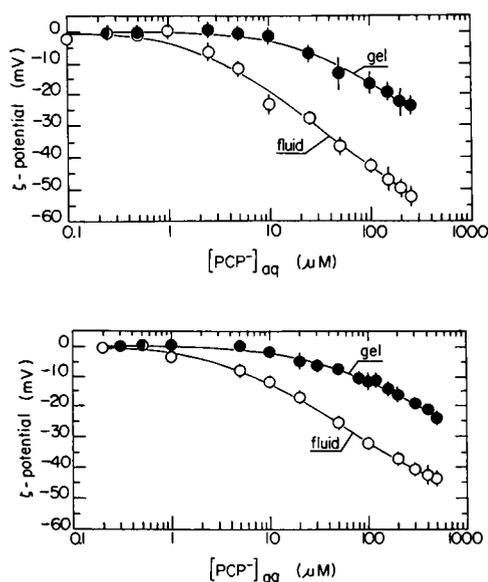 0
-10
-20
-30
-40
-50
-60
ζ - potential (mV)
gel
fluid
0.1 1 10 100 1000
[PCP⁻]aq (μM)
0
-10
-20
-30
-40
-50
-60
ζ - potential (mV)
gel
fluid
0.1 1 10 100 1000
[PCP⁻]aq (μM)